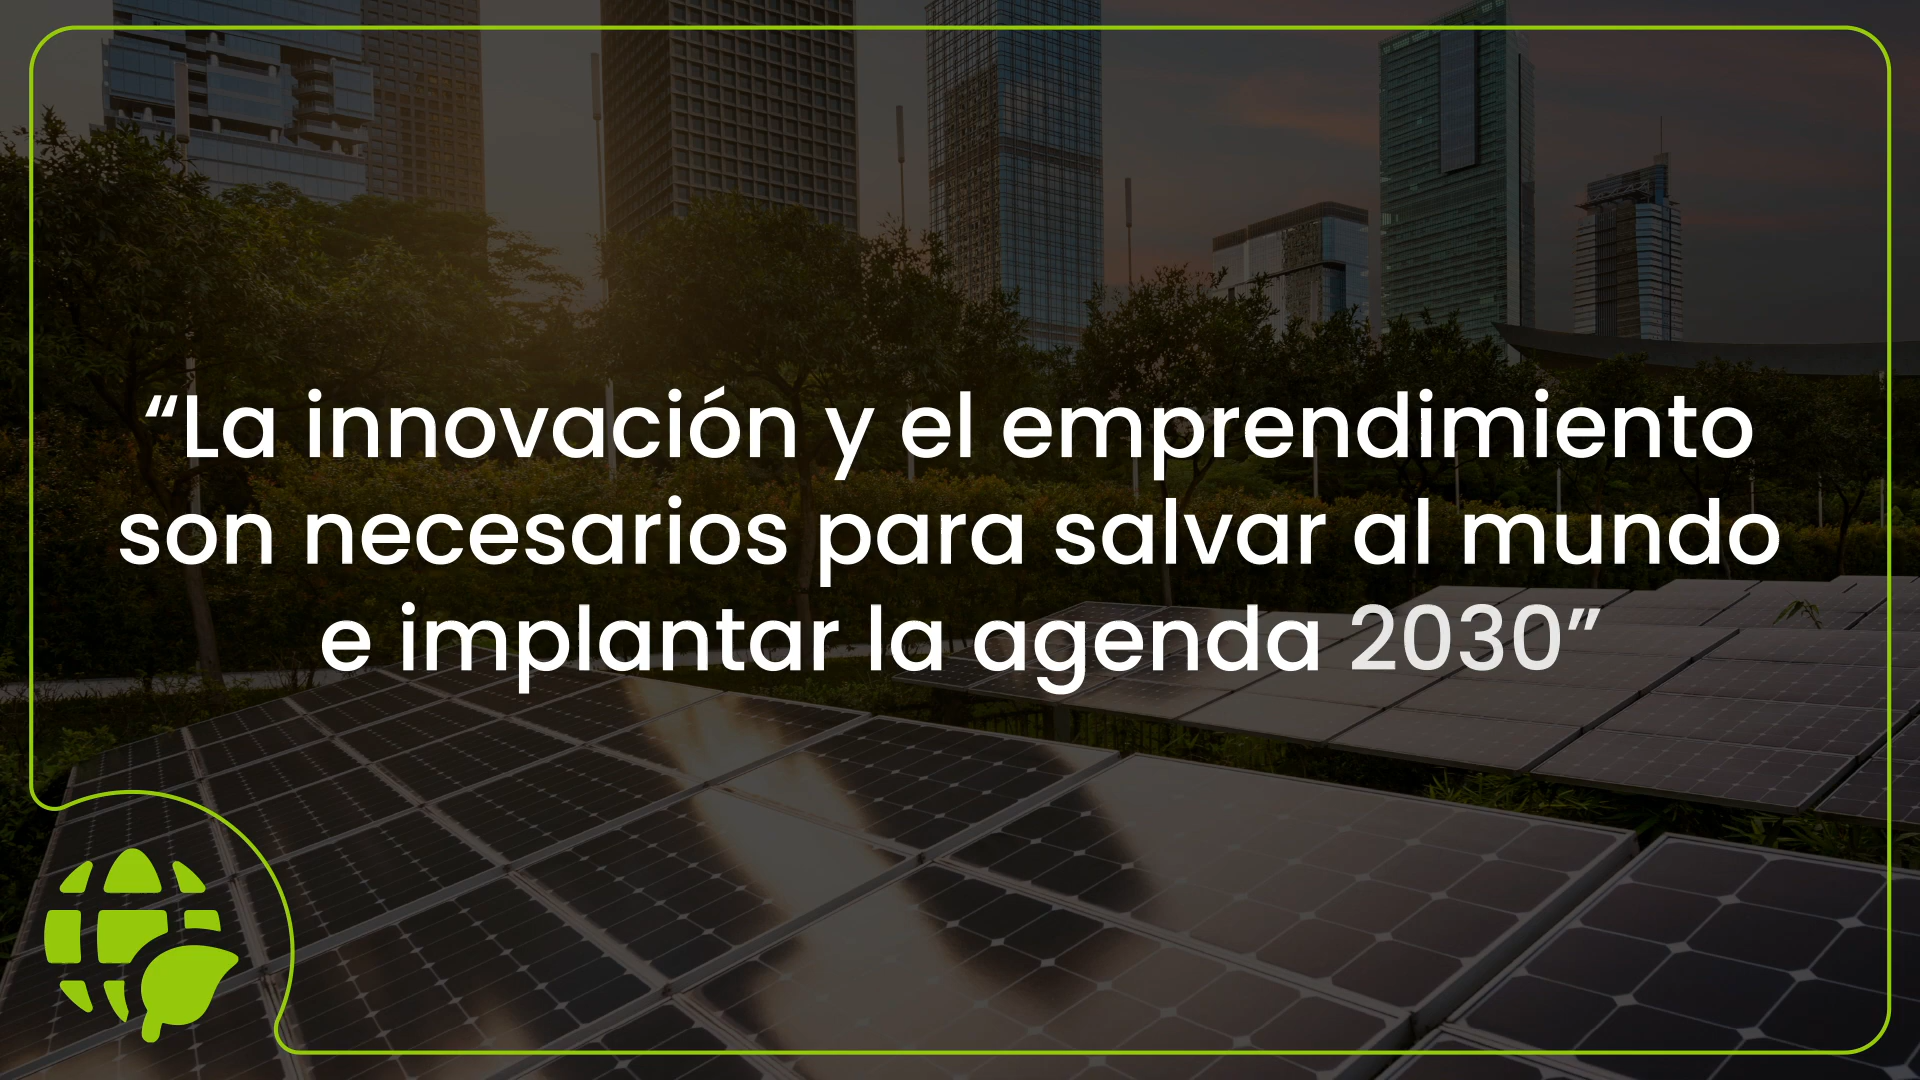 “La innovación y el emprendimiento
son necesarios para salvar al mundo
e implantar la agenda 2030”